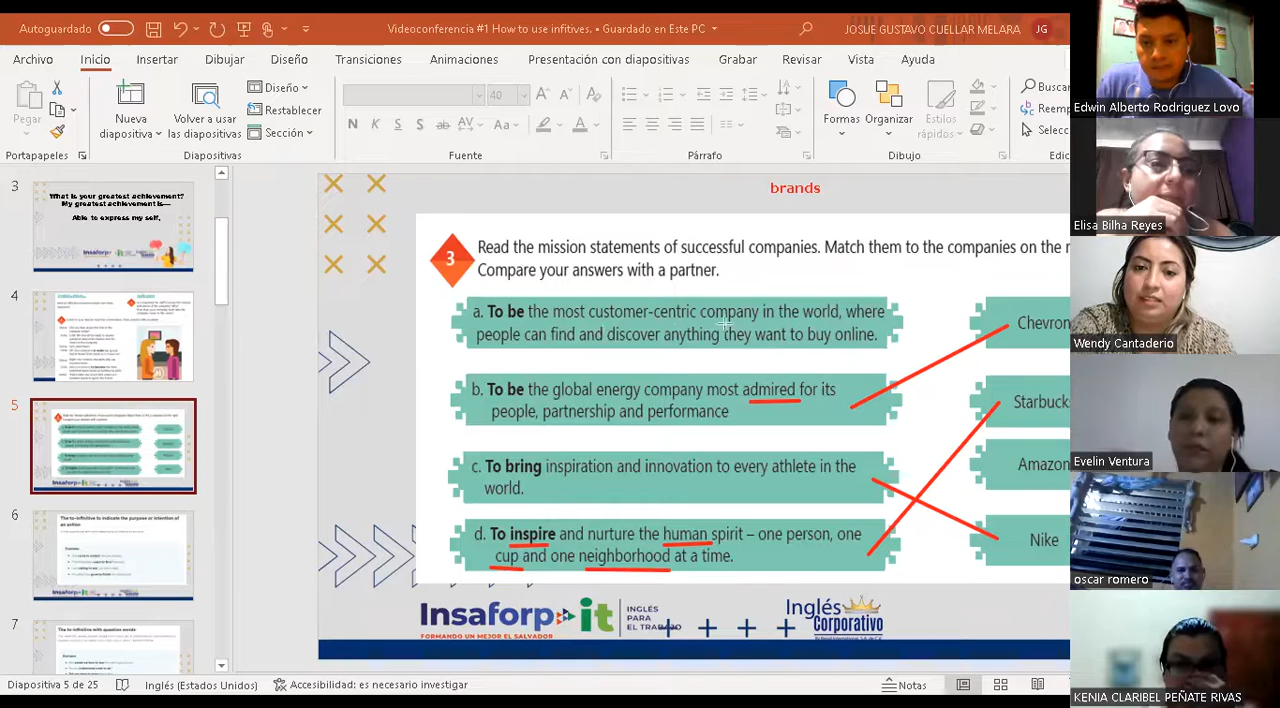 Autoguardado
Videoconferencia #1 How to use infitves. • Guardado en Este PC
JOSUE GUSTAVO CUELLAR MELARA
JG
Archivo
Inicio
Insertar
Dibujar
Diseño
Transiciones
Animaciones
Presentación con diapositivas
Grabar
Revisar
Vista
Ayuda
Pegar
Nueva diapositiva
Volver a usar las diapositivas
Diseño
Restablecer
Sección
40
N K S S ab AV Aa A
Formas
Organizar
Estilos rápidos
Buscar
Reemp
Selecc
Portapapeles
Diapositivas
Fuente
Párrafo
Dibujo
Edic
3
What is your greatest achievement?
My greatest achievement is—
Able to express my self.
4
5
6
The to-infinitive to indicate the purpose or intention of an action
7
The to-infinitive with question words
brands
3
Read the mission statements of successful companies. Match them to the companies on the r
Compare your answers with a partner.
a. To be the most customer-centric company in the world, where
people can find and discover anything they want to buy online.
b. To be the global energy company most admired for its
people, partnership and performance
c. To bring inspiration and innovation to every athlete in the
world.
d. To inspire and nurture the human spirit – one person, one
cup and one neighborhood at a time.
Chevron
Starbucks
Amazon
Nike
Insaforp it
FORMANDO UN MEJOR EL SALVADOR
INGLÉS
PARA
EL TRABAJO
Inglés
Corporativo
Diapositiva 5 de 25
Inglés (Estados Unidos)
Accesibilidad: es necesario investigar
Notas
Edwin Alberto Rodriguez Lovo
Elisa Bilha Reyes
Wendy Cantaderio
Evelin Ventura
oscar romero
KENIA CLARIBEL PEÑATE RIVAS